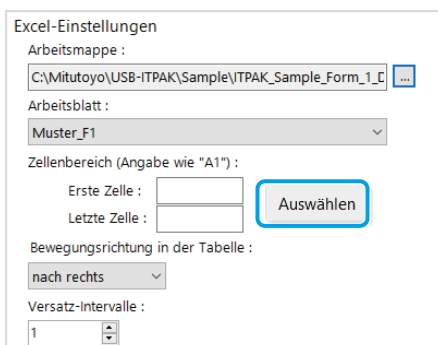 Excel-Einstellungen
Arbeitsmappe :
C:\Mitutoyo\USB-ITPAK\Sample\ITPAK_Sample_Form_1_D
...
Arbeitsblatt :
Muster_F1
Zellenbereich (Angabe wie "A1") :
Erste Zelle :
Auswählen
Letzte Zelle :
Bewegungsrichtung in der Tabelle :
nach rechts
Versatz-Intervalle :
1